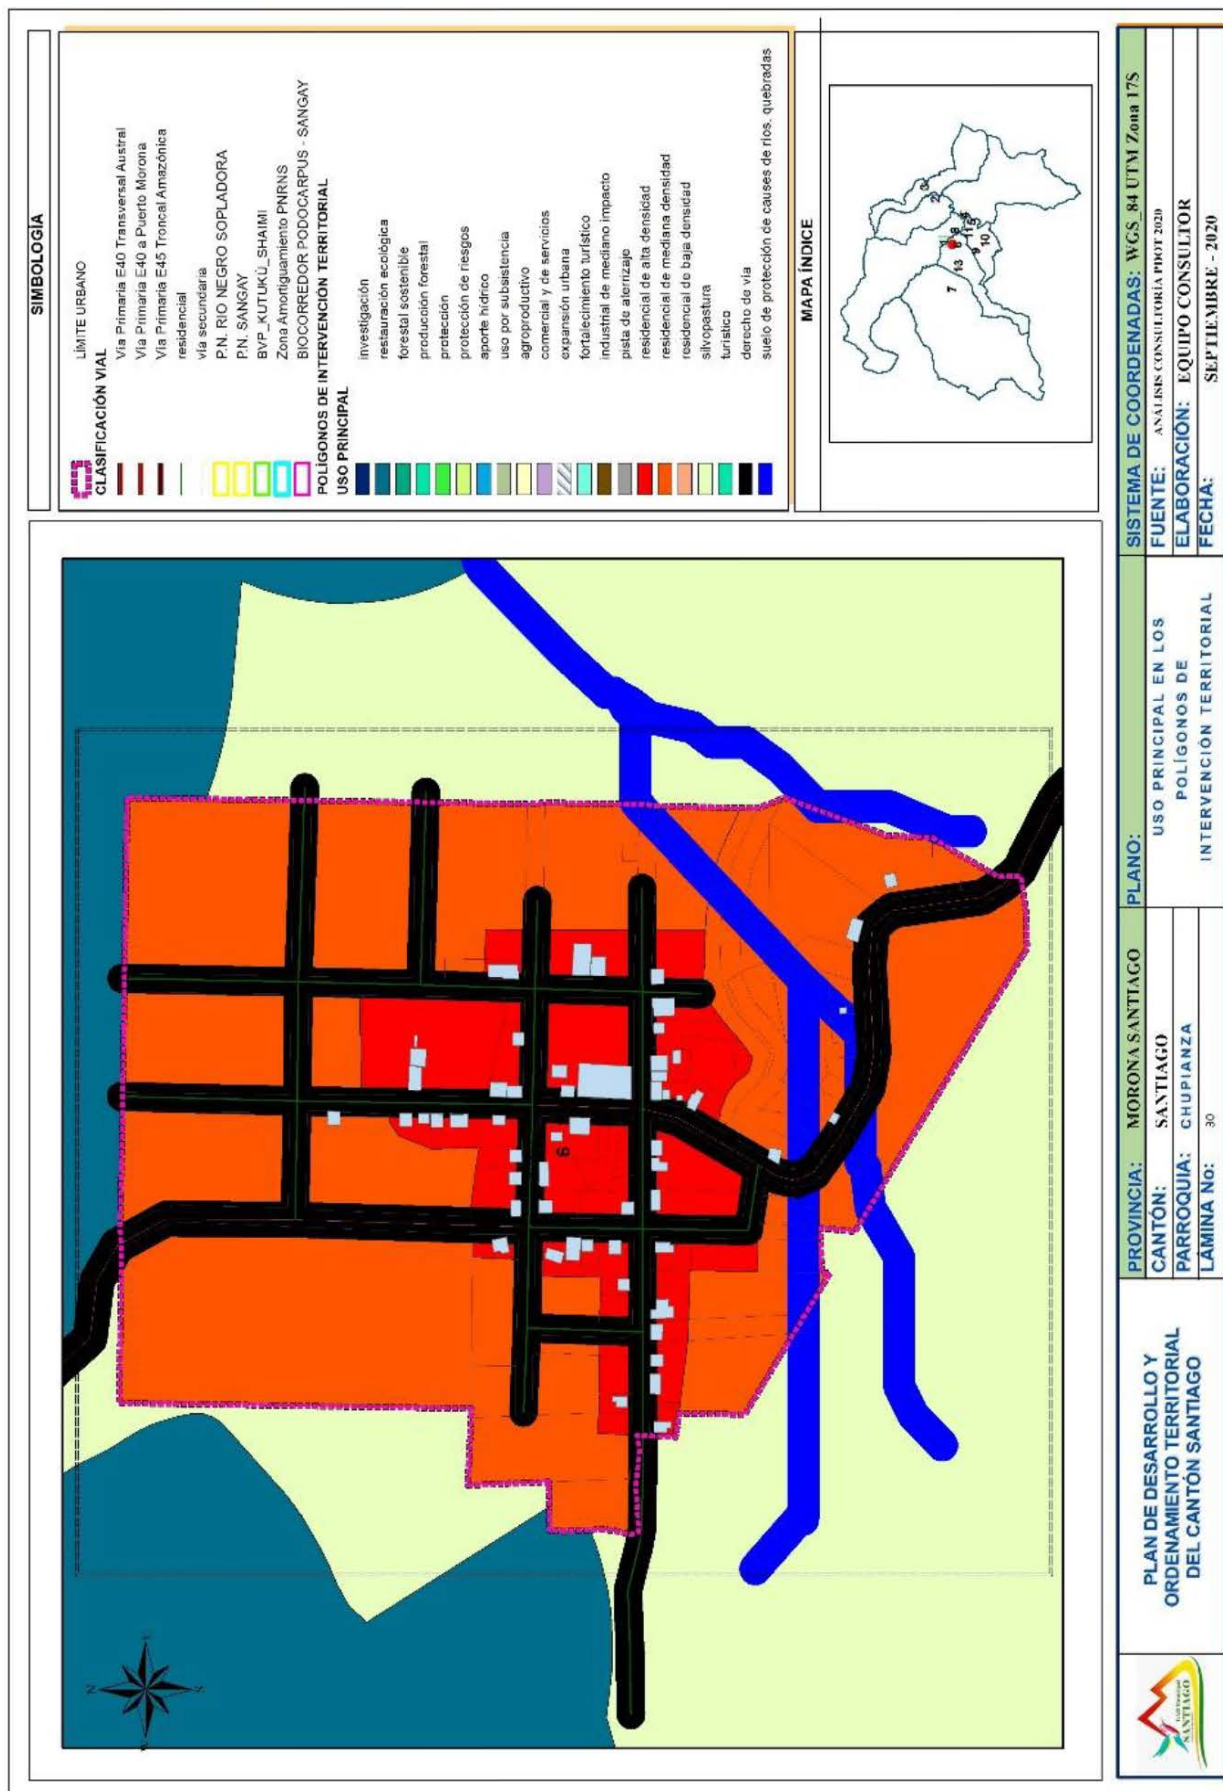 SIMBOLOGÍA
LÍMITE URBANO
CLASIFICACIÓN VIAL
Vía Primaria E40 Transversal Austral
Vía Primaria E40 a Puerto Morona
Vía Primaria E45 Troncal Amazónica
residencial
vía secundaria
P.N. RIO NEGRO SOPLADORA
P.N. SANGAY
BVP_KUTUKÚ_SHAIMI
Zona Amortiguamiento PNRNS
BIOCORREDOR PODOCARPUS - SANGAY
POLÍGONOS DE INTERVENCIÓN TERRITORIAL
USO PRINCIPAL
investigación
restauración ecológica
forestal sostenible
producción forestal
protección
protección de riesgos
aporte hídrico
uso por subsistencia
agroproductivo
comercial y de servicios
expansión urbana
fortalecimiento turístico
industrial de mediano impacto
pista de aterrizaje
residencial de alta densidad
residencial de mediana densidad
residencial de baja densidad
silvopastura
turístico
derecho de vía
suelo de protección de causes de ríos, quebradas
MAPA ÍNDICE
7
13
9
10
6
PLAN DE DESARROLLO Y
ORDENAMIENTO TERRITORIAL
DEL CANTÓN SANTIAGO
SANTIAGO
PROVINCIA: MORONA SANTIAGO
CANTÓN: SANTIAGO
PARROQUIA: CHUPIANZA
LÁMINA No: 30
PLANO:
USO PRINCIPAL EN LOS
POLÍGONOS DE
INTERVENCIÓN TERRITORIAL
SISTEMA DE COORDENADAS: WGS_84 UTM Zona 17S
FUENTE: ANÁLISIS CONSULTORÍA PDOT 2020
ELABORACIÓN: EQUIPO CONSULTOR
FECHA: SEPTIEMBRE - 2020